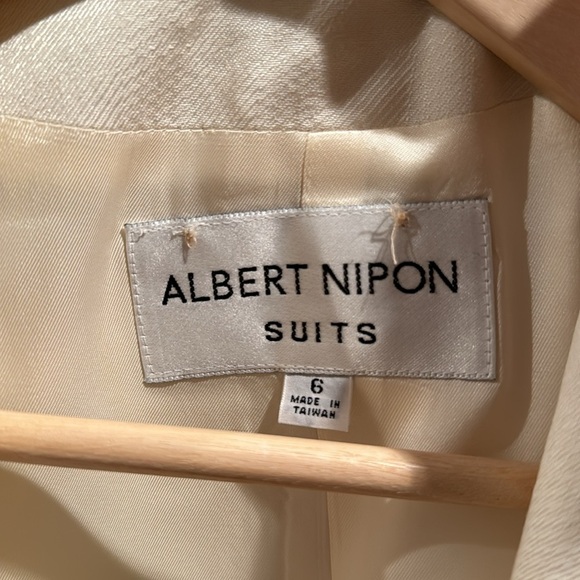 ALBERT NIPON
SUITS
6
MADE IN
TAIWAN